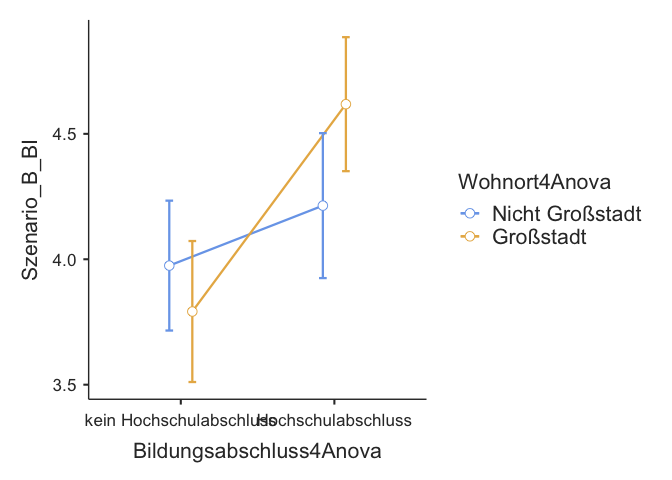 Szenario_B_BI
4.5
4.0
3.5
kein Hochschulabschluss
Hochschulabschluss
Bildungsabschluss4Anova
Wohnort4Anova
Nicht Großstadt
Großstadt